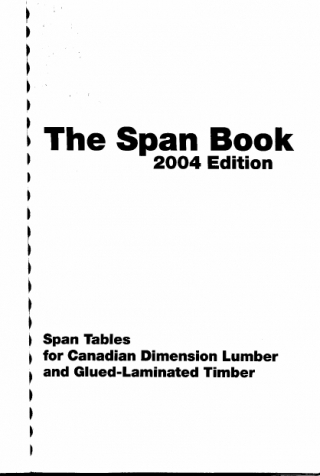 The Span Book
2004 Edition
Span Tables
for Canadian Dimension Lumber
and Glued-Laminated Timber